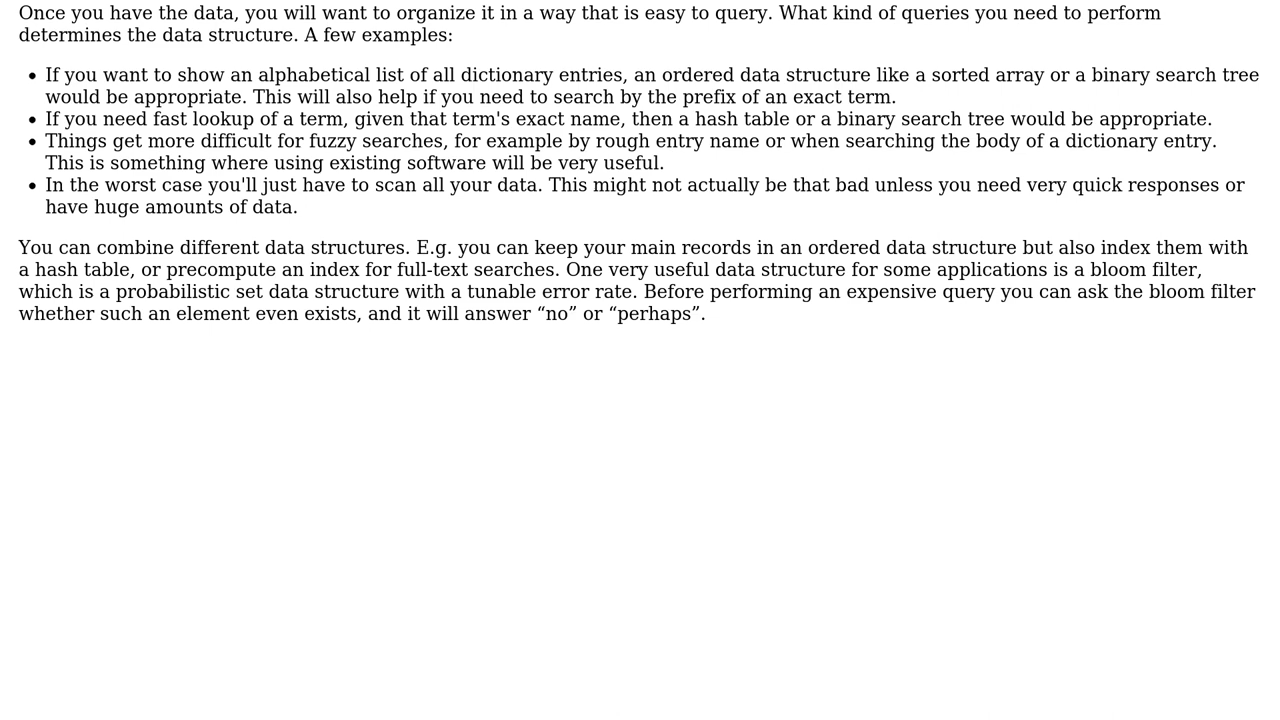 Once you have the data, you will want to organize it in a way that is easy to query. What kind of queries you need to perform
determines the data structure. A few examples:
• If you want to show an alphabetical list of all dictionary entries, an ordered data structure like a sorted array or a binary search tree
would be appropriate. This will also help if you need to search by the prefix of an exact term.
• If you need fast lookup of a term, given that term's exact name, then a hash table or a binary search tree would be appropriate.
• Things get more difficult for fuzzy searches, for example by rough entry name or when searching the body of a dictionary entry.
This is something where using existing software will be very useful.
• In the worst case you'll just have to scan all your data. This might not actually be that bad unless you need very quick responses or
have huge amounts of data.
You can combine different data structures. E.g. you can keep your main records in an ordered data structure but also index them with
a hash table, or precompute an index for full-text searches. One very useful data structure for some applications is a bloom filter,
which is a probabilistic set data structure with a tunable error rate. Before performing an expensive query you can ask the bloom filter
whether such an element even exists, and it will answer “no” or “perhaps”.